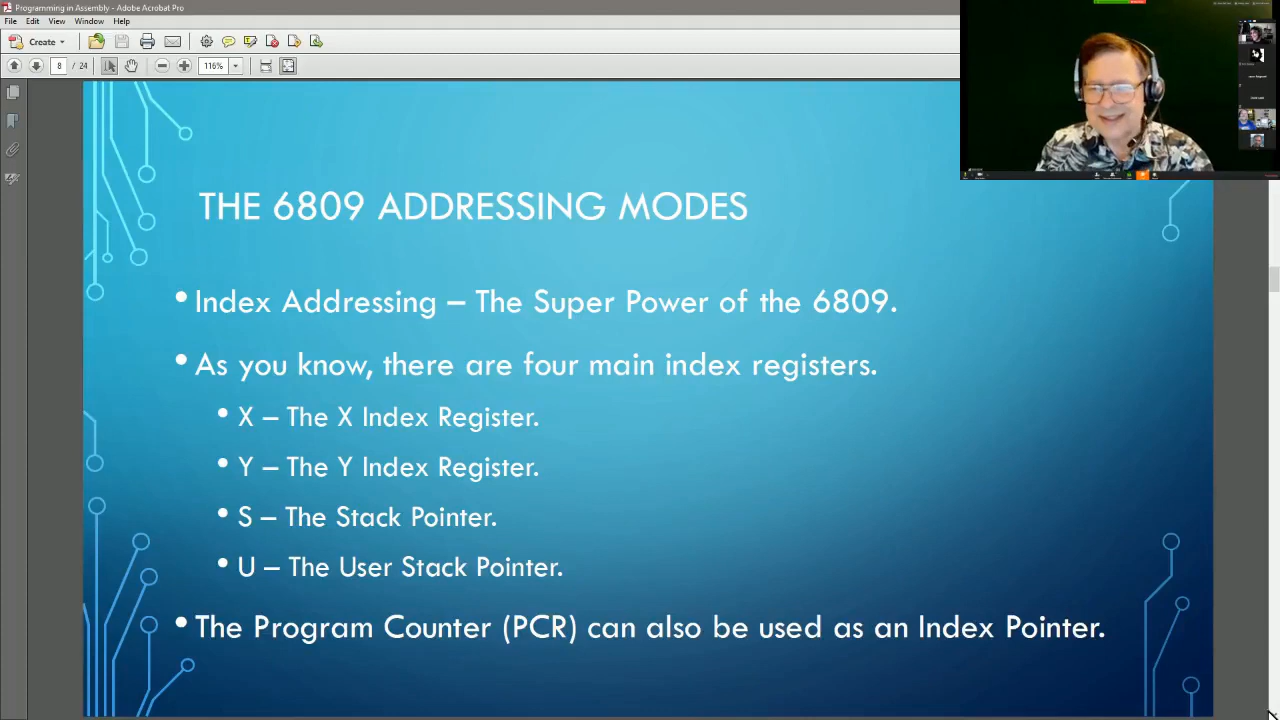 Programming in Assembly - Adobe Acrobat Pro
File Edit View Window Help
Create
8 / 24 116%
THE 6809 ADDRESSING MODES
• Index Addressing – The Super Power of the 6809.
• As you know, there are four main index registers.
• X – The X Index Register.
• Y – The Y Index Register.
• S – The Stack Pointer.
• U – The User Stack Pointer.
• The Program Counter (PCR) can also be used as an Index Pointer.